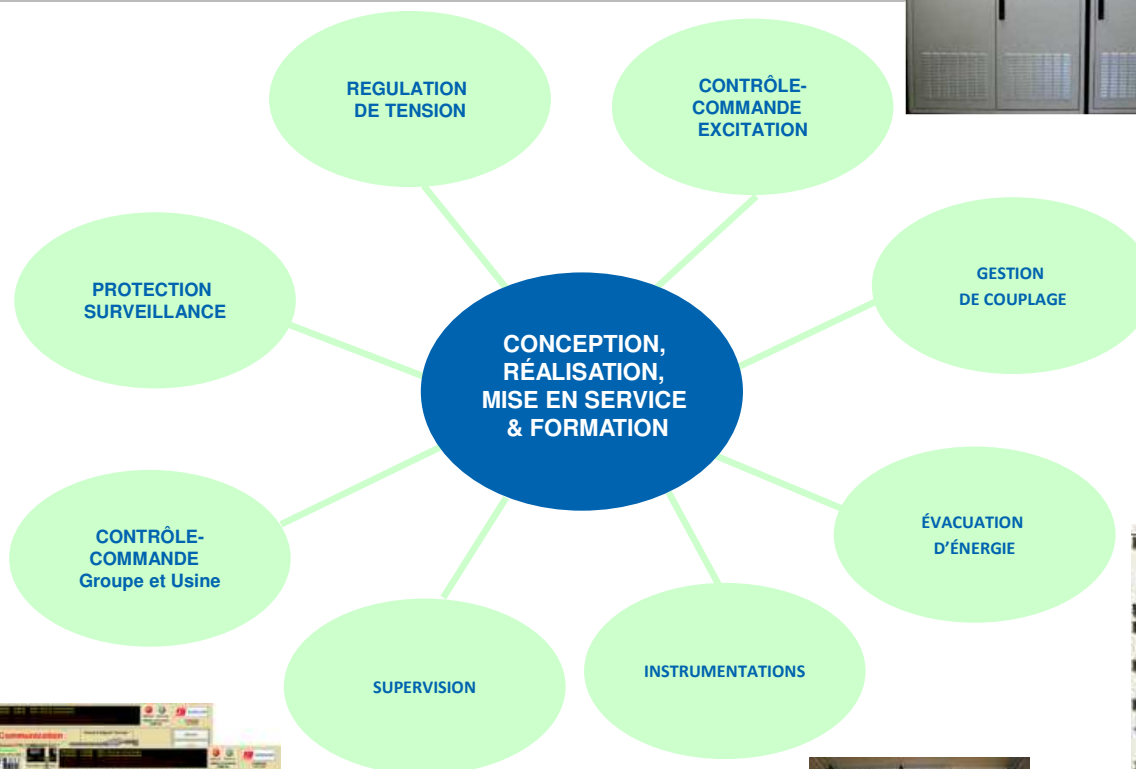 REGULATION
DE TENSION
CONTRÔLE-
COMMANDE
EXCITATION
GESTION
DE COUPLAGE
PROTECTION
SURVEILLANCE
CONCEPTION,
RÉALISATION,
MISE EN SERVICE
& FORMATION
ÉVACUATION
D’ÉNERGIE
CONTRÔLE-
COMMANDE
Groupe et Usine
INSTRUMENTATIONS
SUPERVISION
Communication